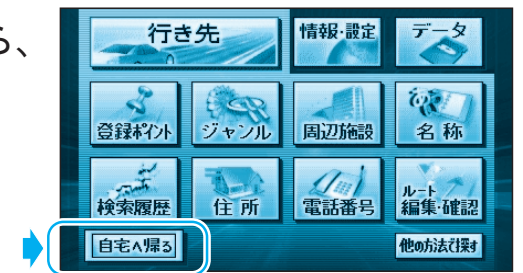 ら、
行き先
情報・設定
データ
登録ポイント
ジャンル
周辺施設
名称
検索履歴
住所
電話番号
ルート
編集・確認
自宅へ帰る
他の方法で探す